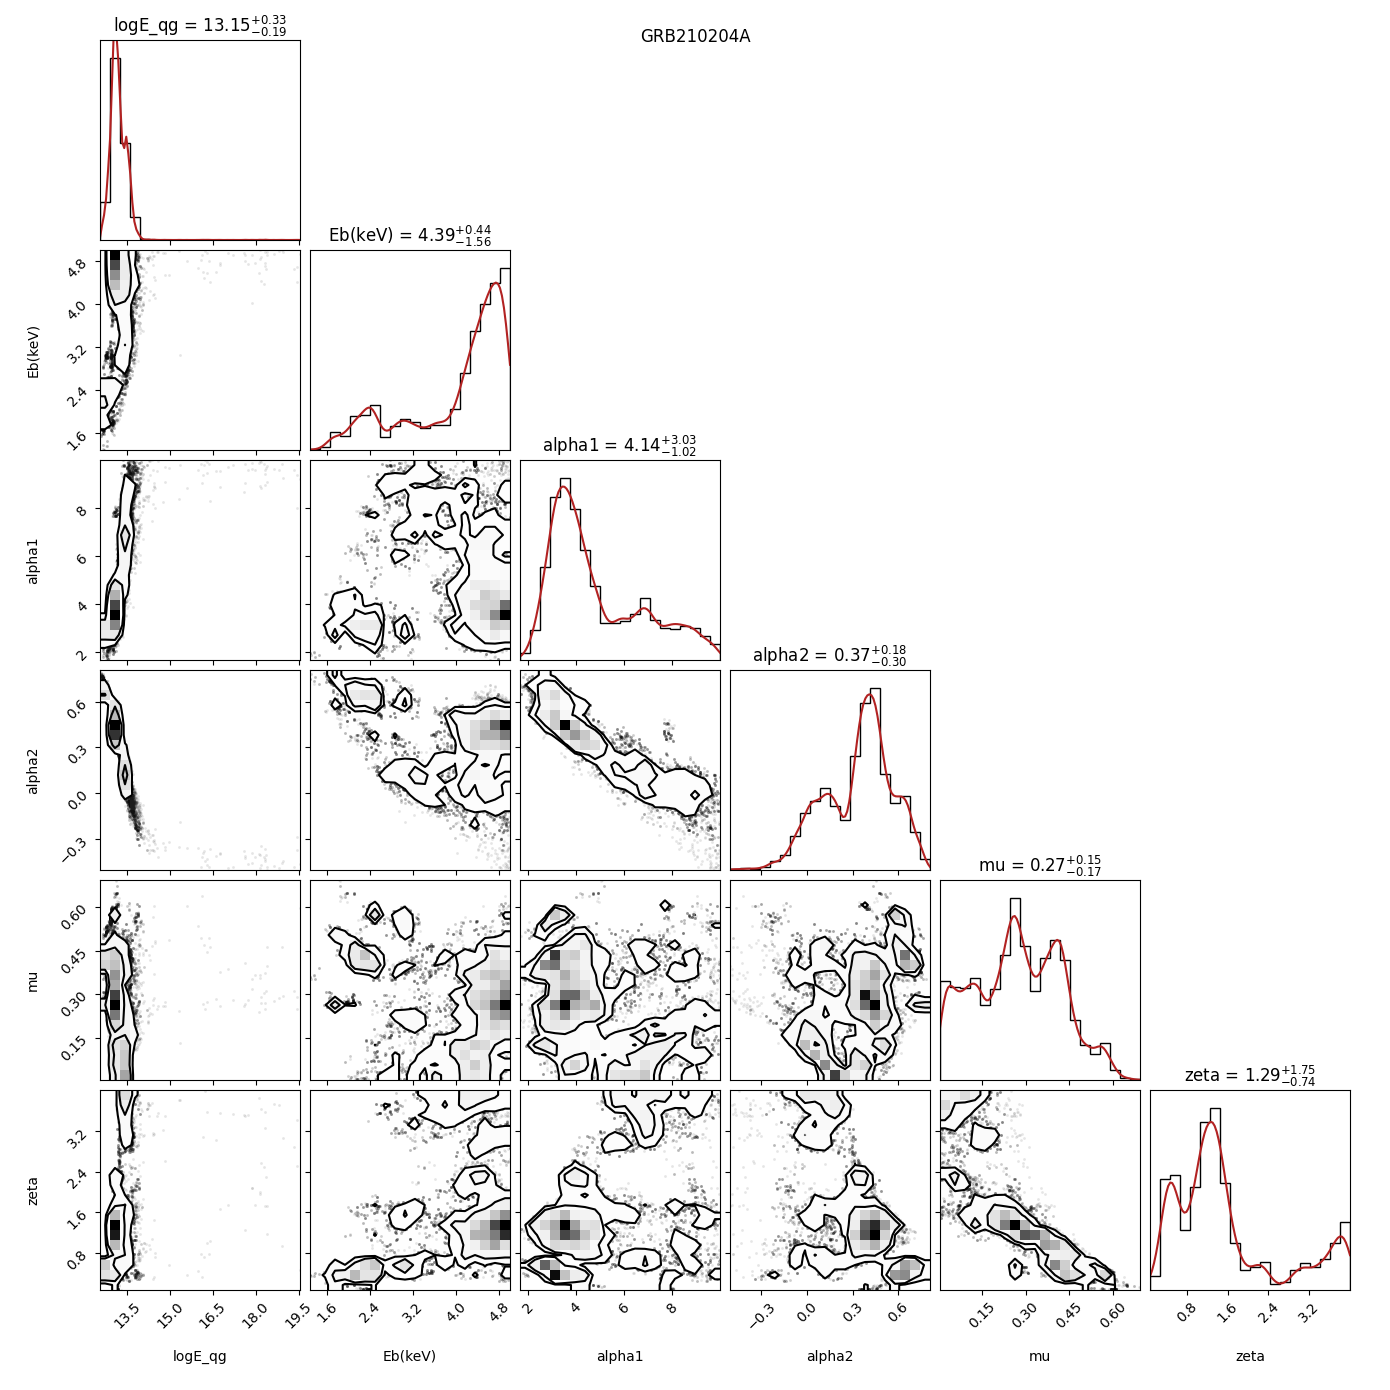 logE_qg = 13.15+0.33 −0.19
GRB210204A
Eb(keV) = 4.39+0.44 −1.56
4.8
4.0
3.2
2.4
1.6
Eb(keV)
alpha1 = 4.14+3.03 −1.02
8
6
4
2
alpha1
alpha2 = 0.37+0.18 −0.30
0.6
0.3
0.0
−0.3
alpha2
mu = 0.27+0.15 −0.17
0.60
0.45
0.30
0.15
mu
zeta = 1.29+1.75 −0.74
3.2
2.4
1.6
0.8
zeta
13.5 15.0 16.5 18.0 19.5 1.6 2.4 3.2 4.0 4.8 2 4 6 8 −0.3 0.0 0.3 0.6 0.15 0.30 0.45 0.60 0.8 1.6 2.4 3.2
logE_qg Eb(keV) alpha1 alpha2 mu zeta